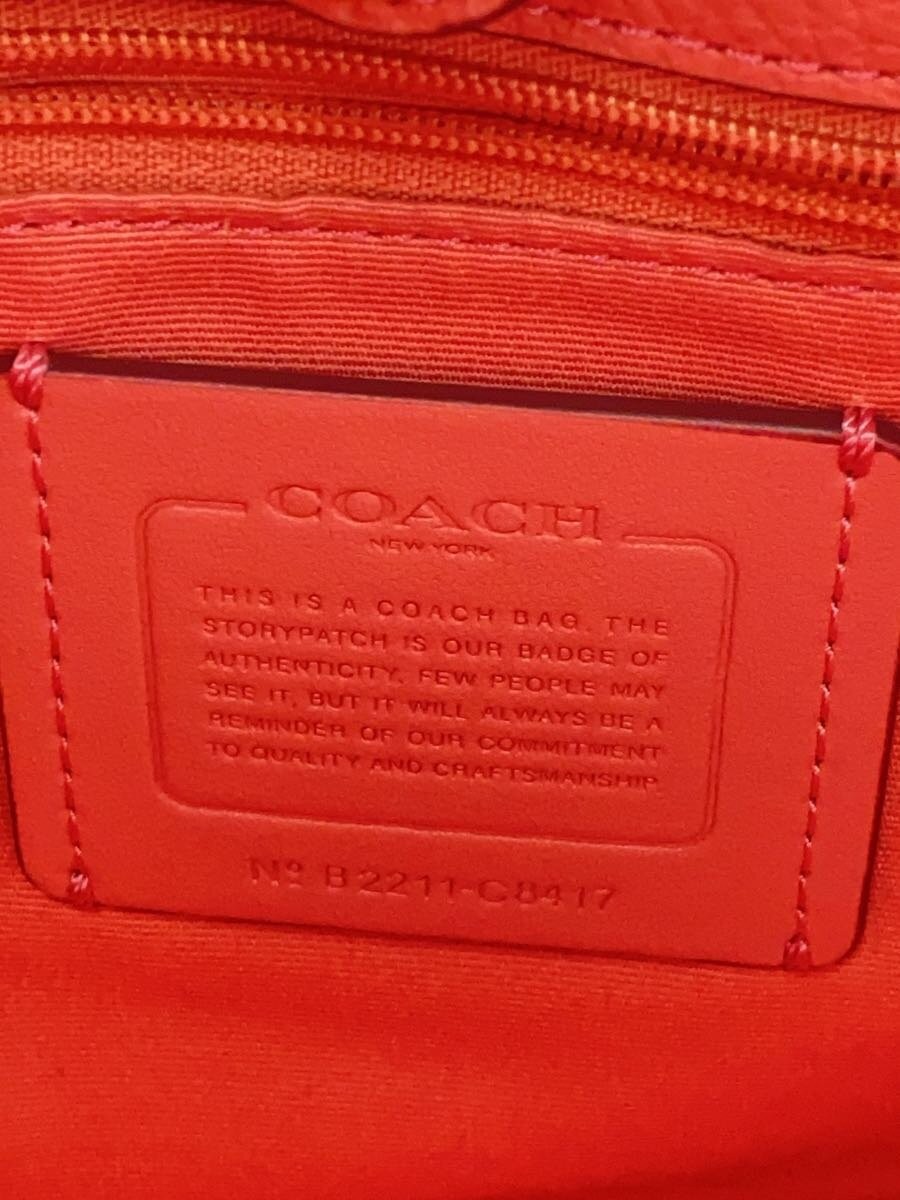 COACH
NEW YORK
THIS IS A COACH BAG. THE
STORYPATCH IS OUR BADGE OF
AUTHENTICITY. FEW PEOPLE MAY
SEE IT, BUT IT WILL ALWAYS BE A
REMINDER OF OUR COMMITMENT
TO QUALITY AND CRAFTSMANSHIP.
Nº B2211-C8417